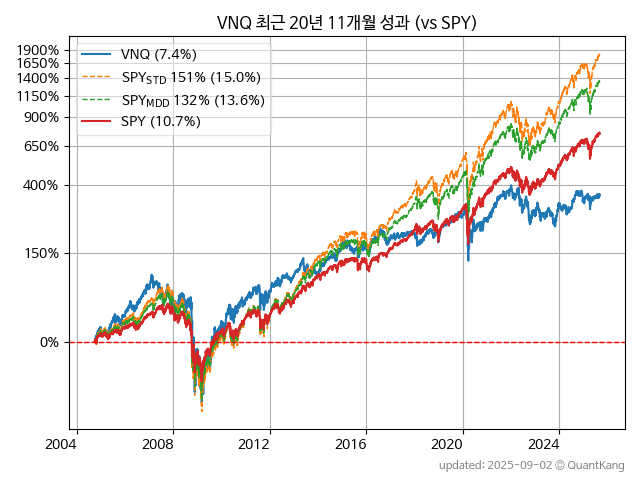 VNQ 최근 20년 11개월 성과 (vs SPY)
1900%
1650%
1400%
1150%
900%
650%
400%
150%
0%
VNQ (7.4%)
SPY_STD 151% (15.0%)
SPY_MDD 132% (13.6%)
SPY (10.7%)
2004 2008 2012 2016 2020 2024
updated: 2025-09-02 © QuantKang